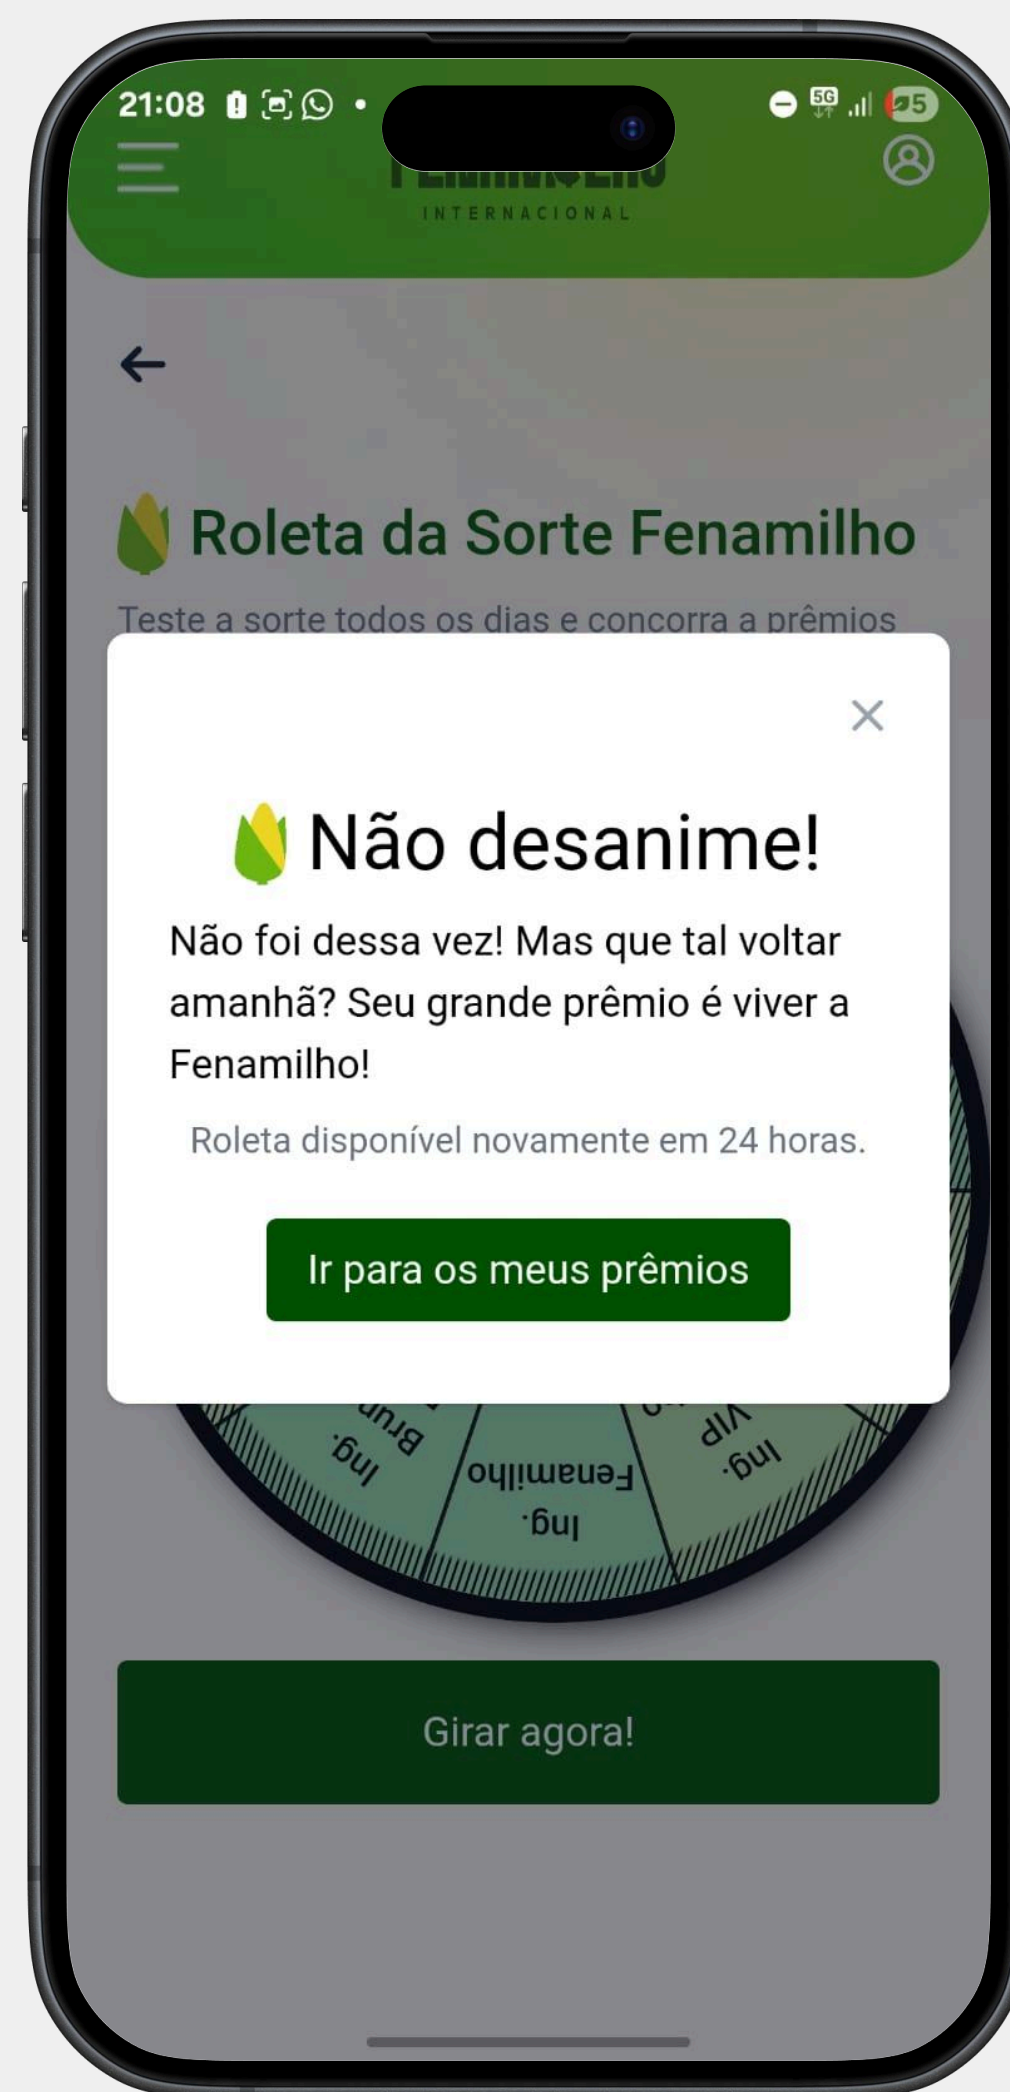 21:08
5G
25
INTERNACIONAL
Roleta da Sorte Fenamilho
Teste a sorte todos os dias e concorra a prêmios
Não desanime!
Não foi dessa vez! Mas que tal voltar
amanhã? Seu grande prêmio é viver a
Fenamilho!
Roleta disponível novamente em 24 horas.
Ir para os meus prêmios
Ing.
Ing.
Fenamilho
Ing.
VIP
Girar agora!